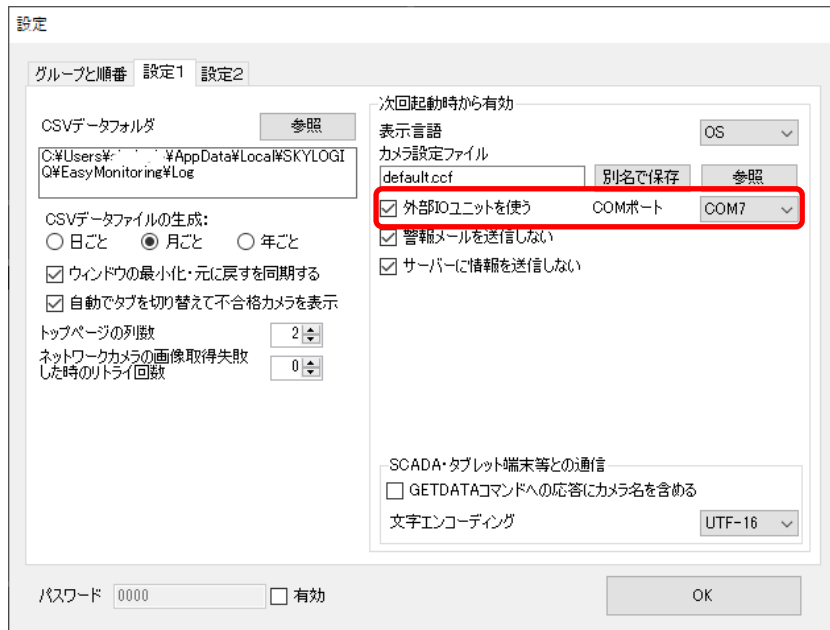 設定
グループと順番 設定1 設定2
CSVデータフォルダ 参照
C:¥Users¥ ¥AppData¥Local¥SKYLOGI
Q¥EasyMonitoring¥Log
CSVデータファイルの生成:
日ごと 月ごと 年ごと
ウィンドウの最小化・元に戻すを同期する
自動でタブを切り替えて不合格カメラを表示
トップページの列数 2
ネットワークカメラの画像取得失敗
した時のリトライ回数 0
次回起動時から有効
表示言語 OS
カメラ設定ファイル
default.ccf 別名で保存 参照
外部IOユニットを使う COMポート COM7
警報メールを送信しない
サーバーに情報を送信しない
SCADA・タブレット端末等との通信
GETDATAコマンドへの応答にカメラ名を含める
文字エンコーディング UTF-16
パスワード 0000 有効 OK